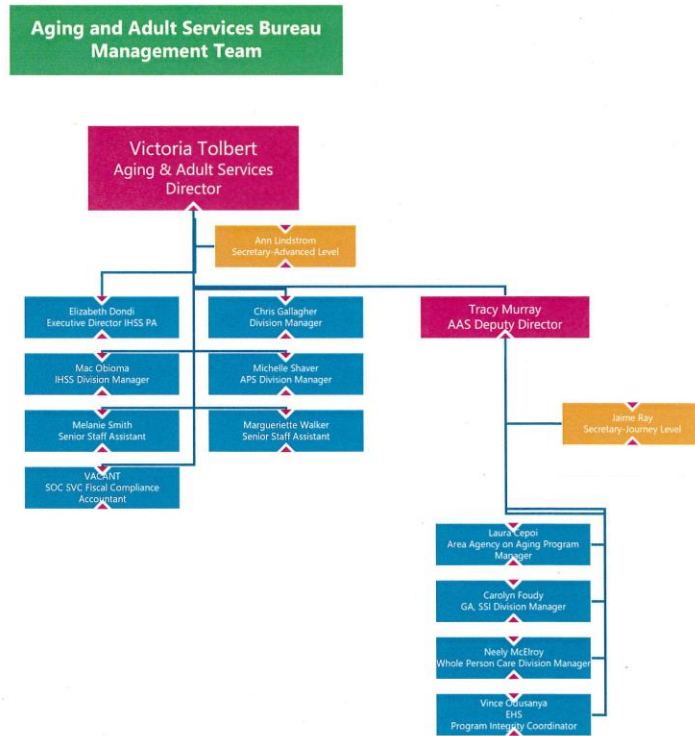 Aging and Adult Services Bureau
Management Team
Victoria Tolbert
Aging & Adult Services
Director
Ann Lindstrom
Secretary-Advanced Level
Elizabeth Dondi
Executive Director IHSS PA
Chris Gallagher
Division Manager
Tracy Murray
AAS Deputy Director
Mac Obioma
IHSS Division Manager
Michelle Shaver
APS Division Manager
Jaime Ray
Secretary-Journey Level
Melanie Smith
Senior Staff Assistant
Margueriette Walker
Senior Staff Assistant
VACANT
SOC SVC Fiscal Compliance
Accountant
Laura Cepoi
Area Agency on Aging Program
Manager
Carolyn Foudy
GA, SSI Division Manager
Neely McElroy
Whole Person Care Division Manager
Vince Odusanya
EHS
Program Integrity Coordinator